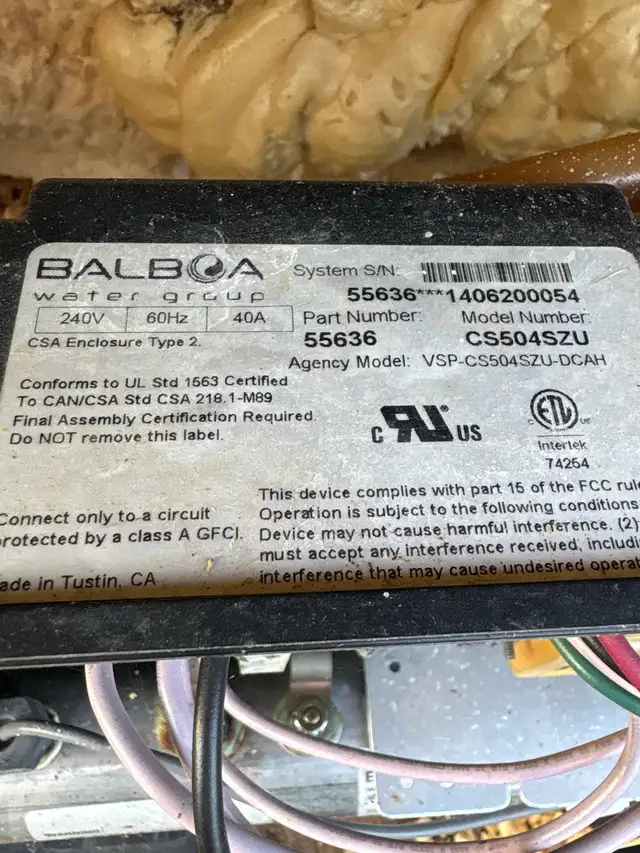 BALBOA
water group
System S/N:
55636***1406200054
240V 60Hz 40A
Part Number: Model Number:
55636 CS504SZU
CSA Enclosure Type 2.
Agency Model: VSP-CS504SZU-DCAH
Conforms to UL Std 1563 Certified
To CAN/CSA Std CSA 218.1-M89
Final Assembly Certification Required.
Do NOT remove this label.
c RU ® US
ETL
Intertek
74254
Connect only to a circuit
protected by a class A GFCI.
ade in Tustin, CA
This device complies with part 15 of the FCC rule
Operation is subject to the following conditions
Device may not cause harmful interference. (2)
must accept any interference received, includi
interference that may cause undesired operat